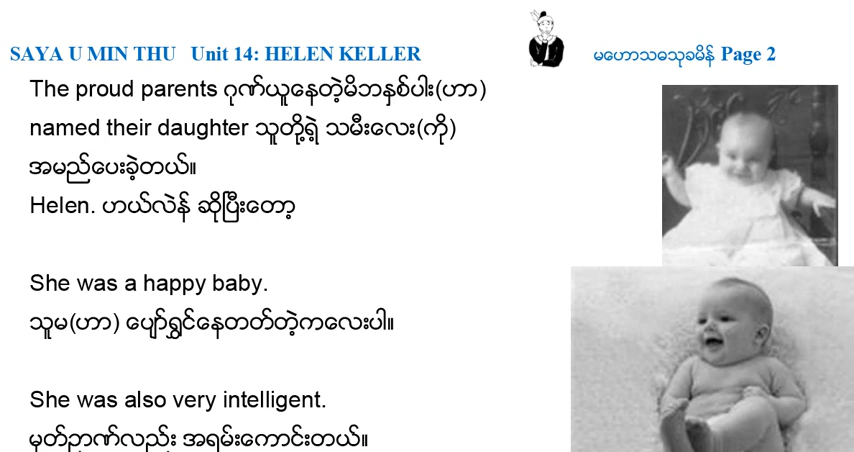 SAYA U MIN THU Unit 14: HELEN KELLER မဟောသဓသုခမိန် Page 2
The proud parents ဂုဏ်ယူနေတဲ့မိဘနှစ်ပါး(ဟာ)
named their daughter သူတို့ရဲ့ သမီးလေး(ကို)
အမည်ပေးခဲ့တယ်။
Helen. ဟယ်လဲန် ဆိုပြီးတော့
She was a happy baby.
သူမ(ဟာ) ပျော်ရွှင်နေတတ်တဲ့ကလေးပါ။
She was also very intelligent.
မှတ်ဉာဏ်လည်း အရမ်းကောင်းတယ်။